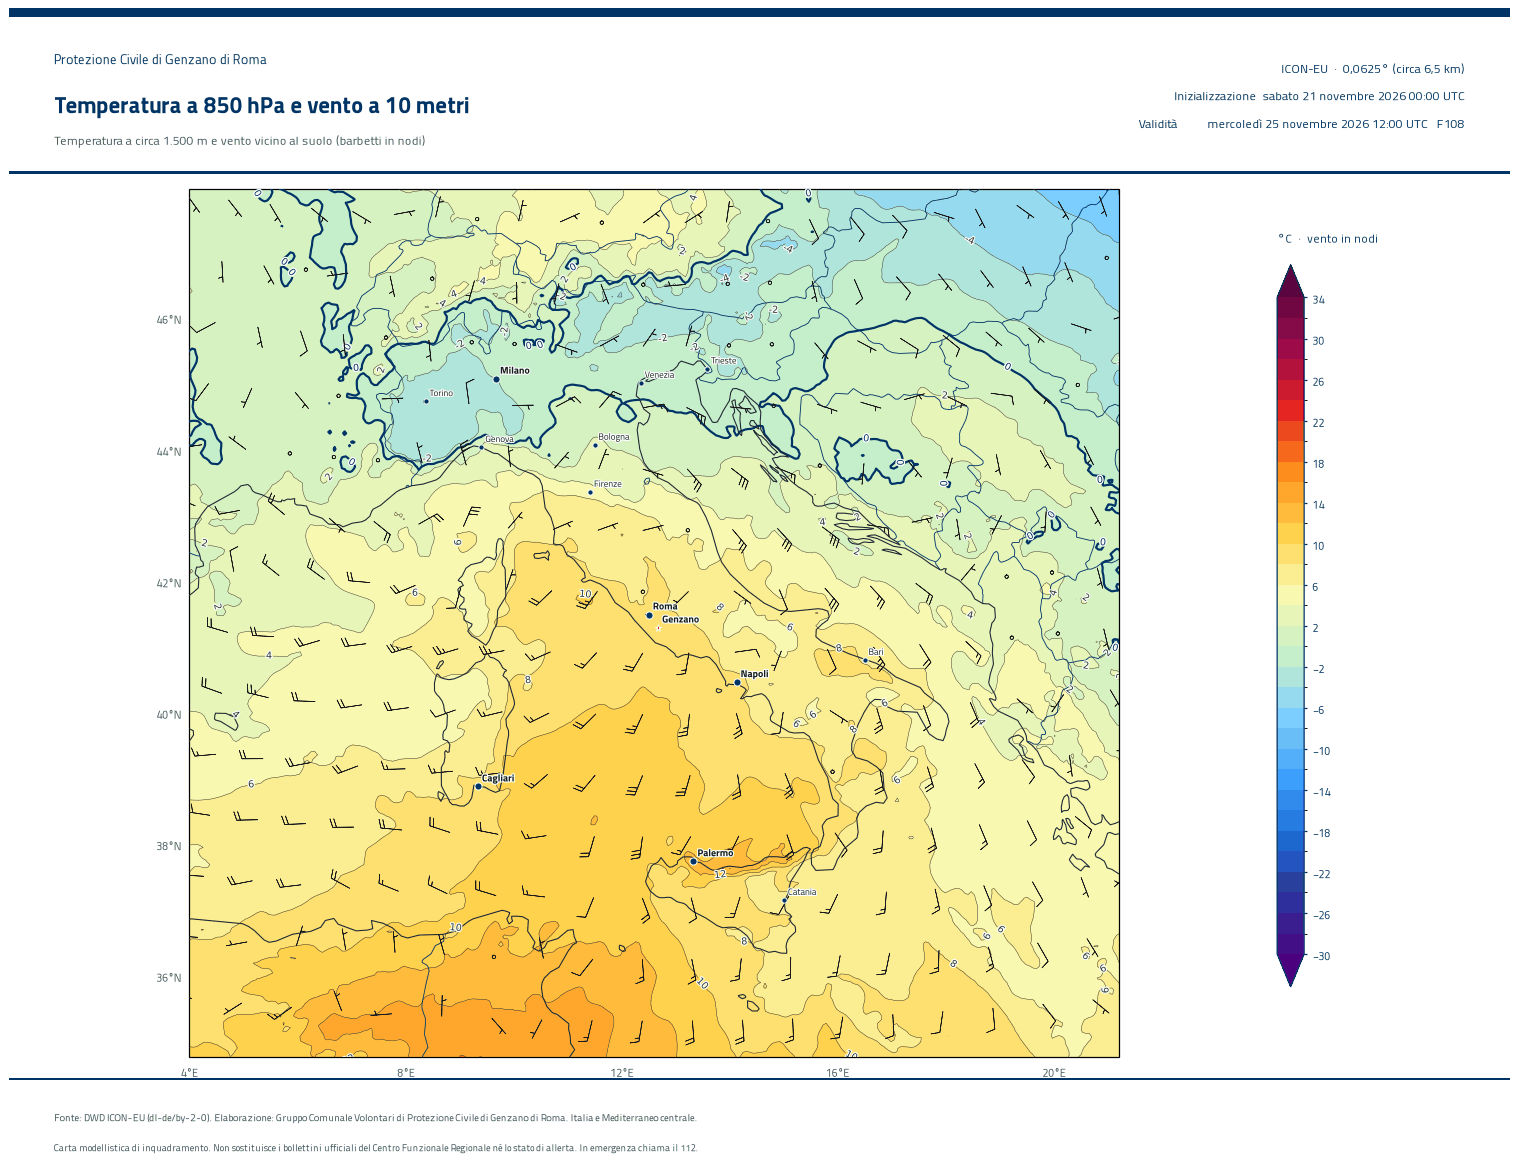 Protezione Civile di Genzano di Roma
Temperatura a 850 hPa e vento a 10 metri
Temperatura a circa 1.500 m e vento vicino al suolo (barbetti in nodi)
ICON-EU · 0,0625° (circa 6,5 km)
Inizializzazione sabato 21 novembre 2026 00:00 UTC
Validità mercoledì 25 novembre 2026 12:00 UTC F108
°C · vento in nodi
34
30
26
22
18
14
10
6
2
−2
−6
−10
−14
−18
−22
−26
−30
46°N
44°N
42°N
40°N
38°N
36°N
4°E
8°E
12°E
16°E
20°E
Milano
Torino
Venezia
Trieste
Genova
Bologna
Firenze
Roma
Genzano
Napoli
Bari
Cagliari
Palermo
Catania
Fonte: DWD ICON-EU (dl-de/by-2-0). Elaborazione: Gruppo Comunale Volontari di Protezione Civile di Genzano di Roma. Italia e Mediterraneo centrale.
Carta modellistica di inquadramento. Non sostituisce i bollettini ufficiali del Centro Funzionale Regionale né lo stato di allerta. In emergenza chiama il 112.